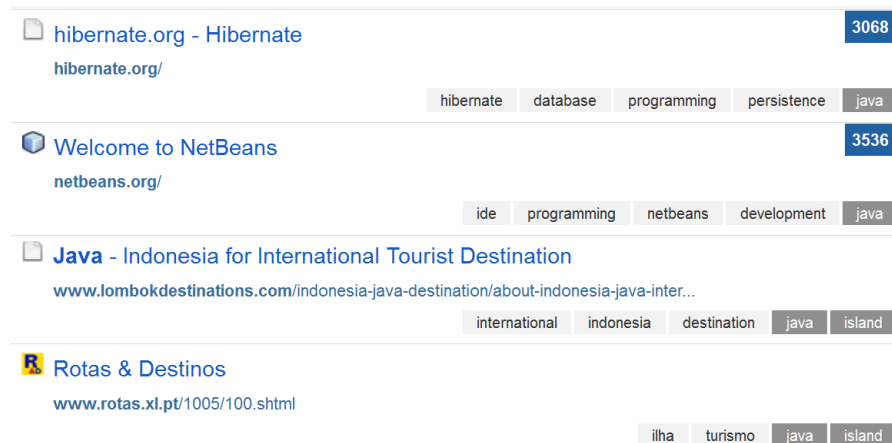 hibernate.org - Hibernate 3068
hibernate.org/
hibernate database programming persistence java
Welcome to NetBeans 3536
netbeans.org/
ide programming netbeans development java
Java - Indonesia for International Tourist Destination
www.lombokdestinations.com/indonesia-java-destination/about-indonesia-java-inter...
international indonesia destination java island
R &D
Rotas & Destinos
www.rotas.xl.pt/1005/100.shtml
ilha turismo java island